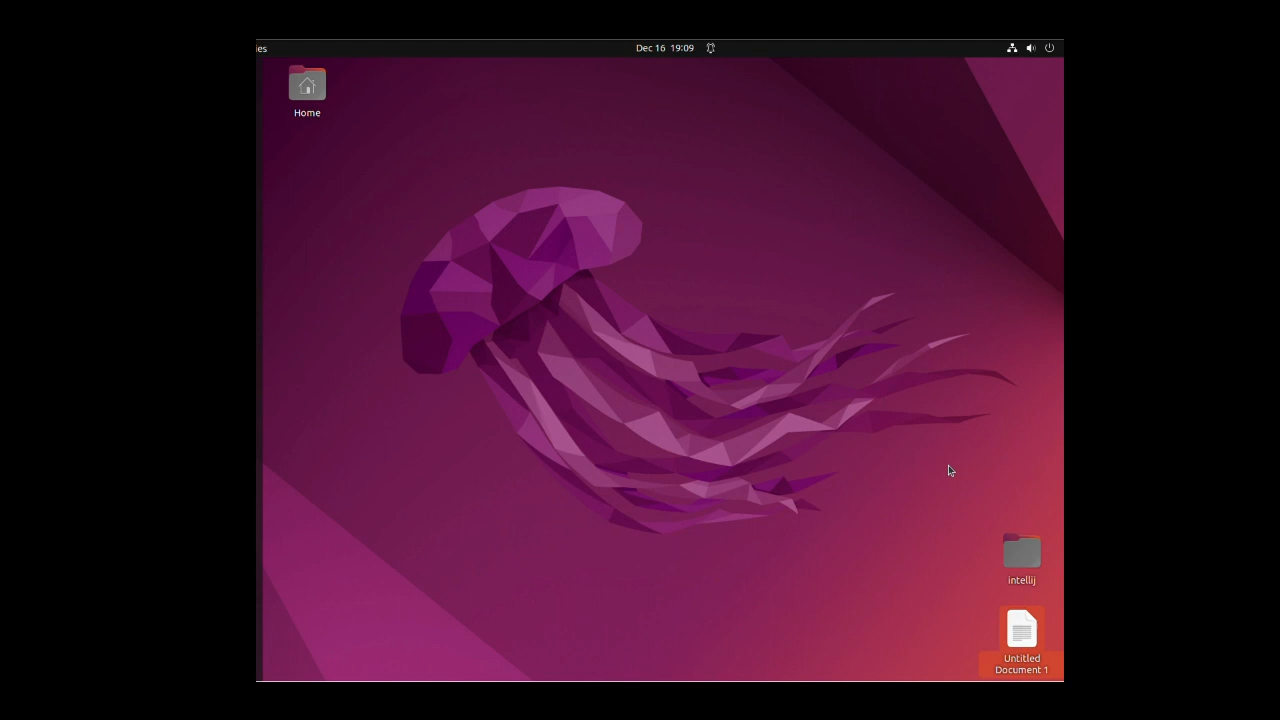 ies
Dec 16 19:09
Home
intellij
Untitled
Document 1